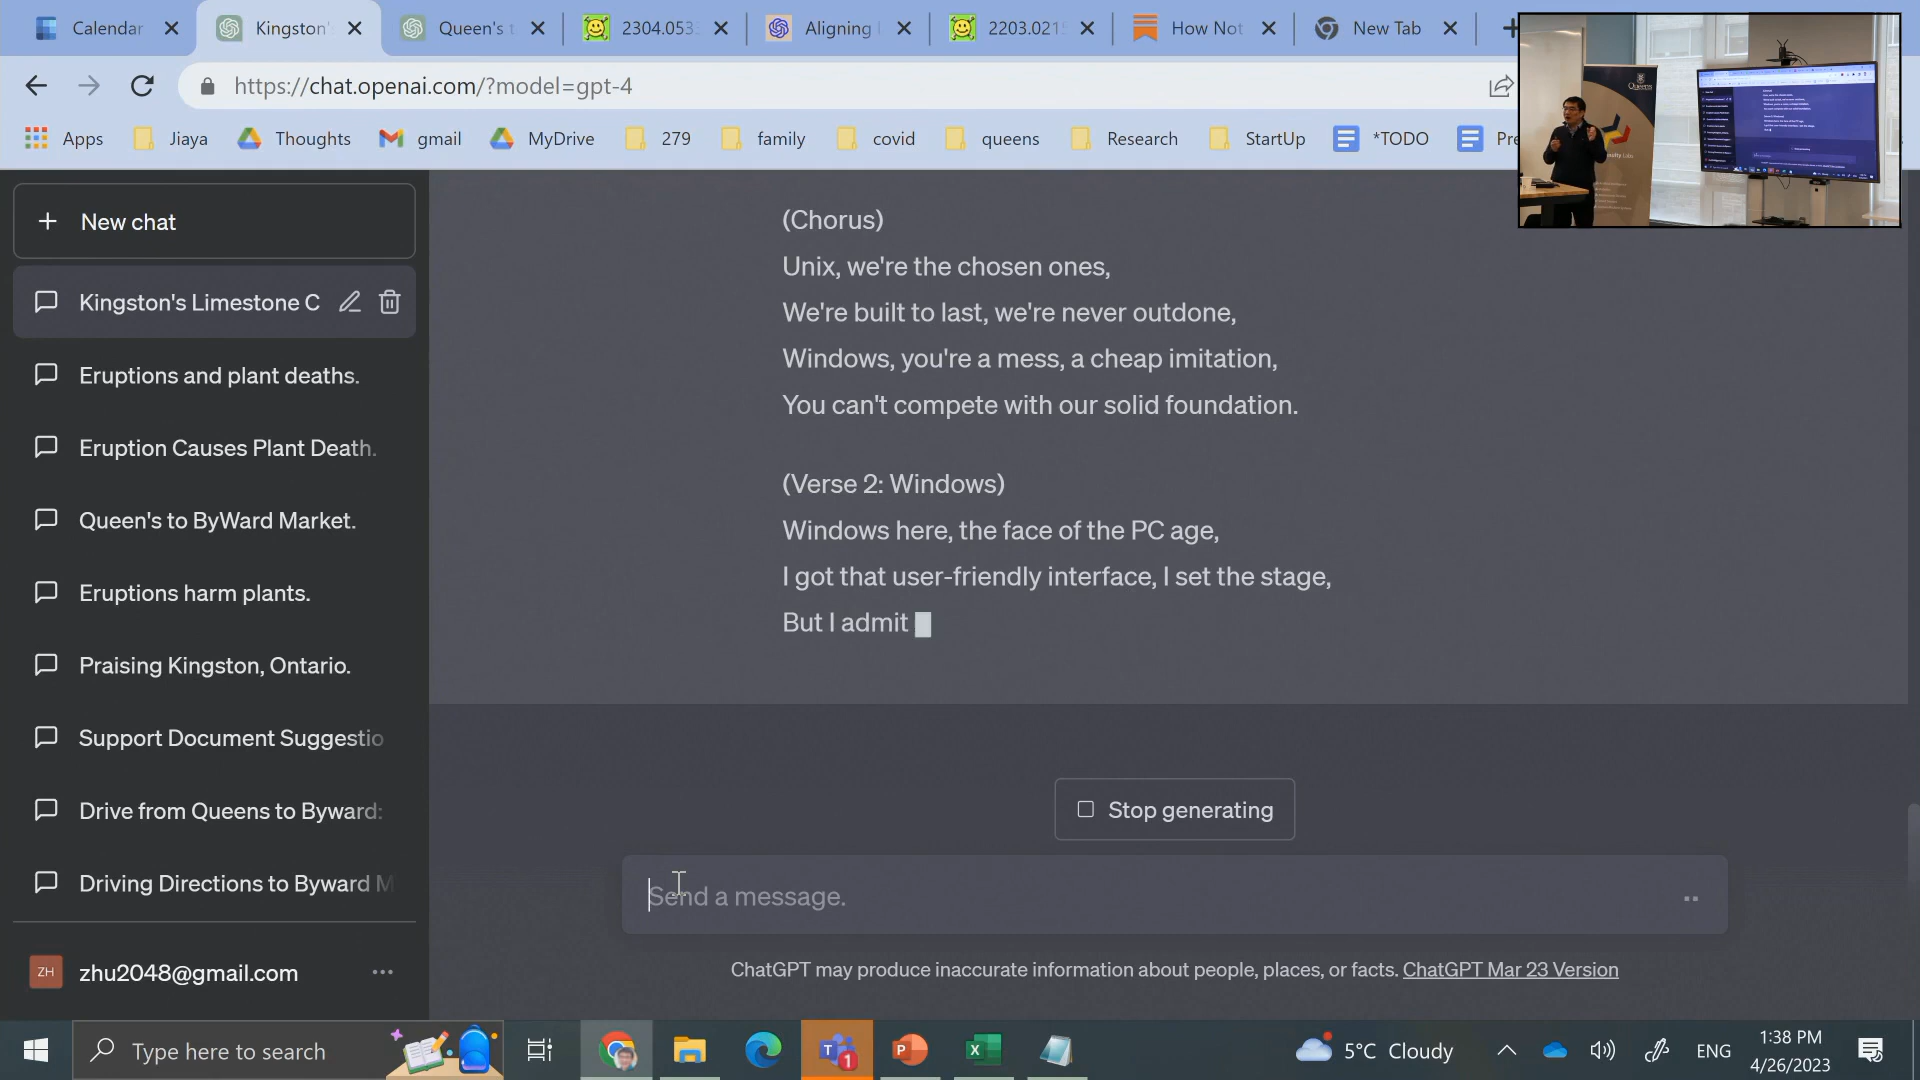 Calendar
Kingston'
Queen's t
2304.053
Aligning
2203.0215
How Not
New Tab
https://chat.openai.com/?model=gpt-4
Apps
Jiaya
Thoughts
gmail
MyDrive
279
family
covid
queens
Research
StartUp
*TODO
Pre
Queens
New chat
Kingston's Limestone C
Eruptions and plant deaths.
Eruption Causes Plant Death.
Queen's to ByWard Market.
Eruptions harm plants.
Praising Kingston, Ontario.
Support Document Suggestio
Drive from Queens to Byward:
Driving Directions to Byward M
ZH zhu2048@gmail.com
(Chorus)
Unix, we're the chosen ones,
We're built to last, we're never outdone,
Windows, you're a mess, a cheap imitation,
You can't compete with our solid foundation.
(Verse 2: Windows)
Windows here, the face of the PC age,
I got that user-friendly interface, I set the stage,
But I admit
Stop generating
Send a message.
ChatGPT may produce inaccurate information about people, places, or facts. ChatGPT Mar 23 Version
Type here to search
T 1
P
X
5°C Cloudy
ENG
1:38 PM
4/26/2023